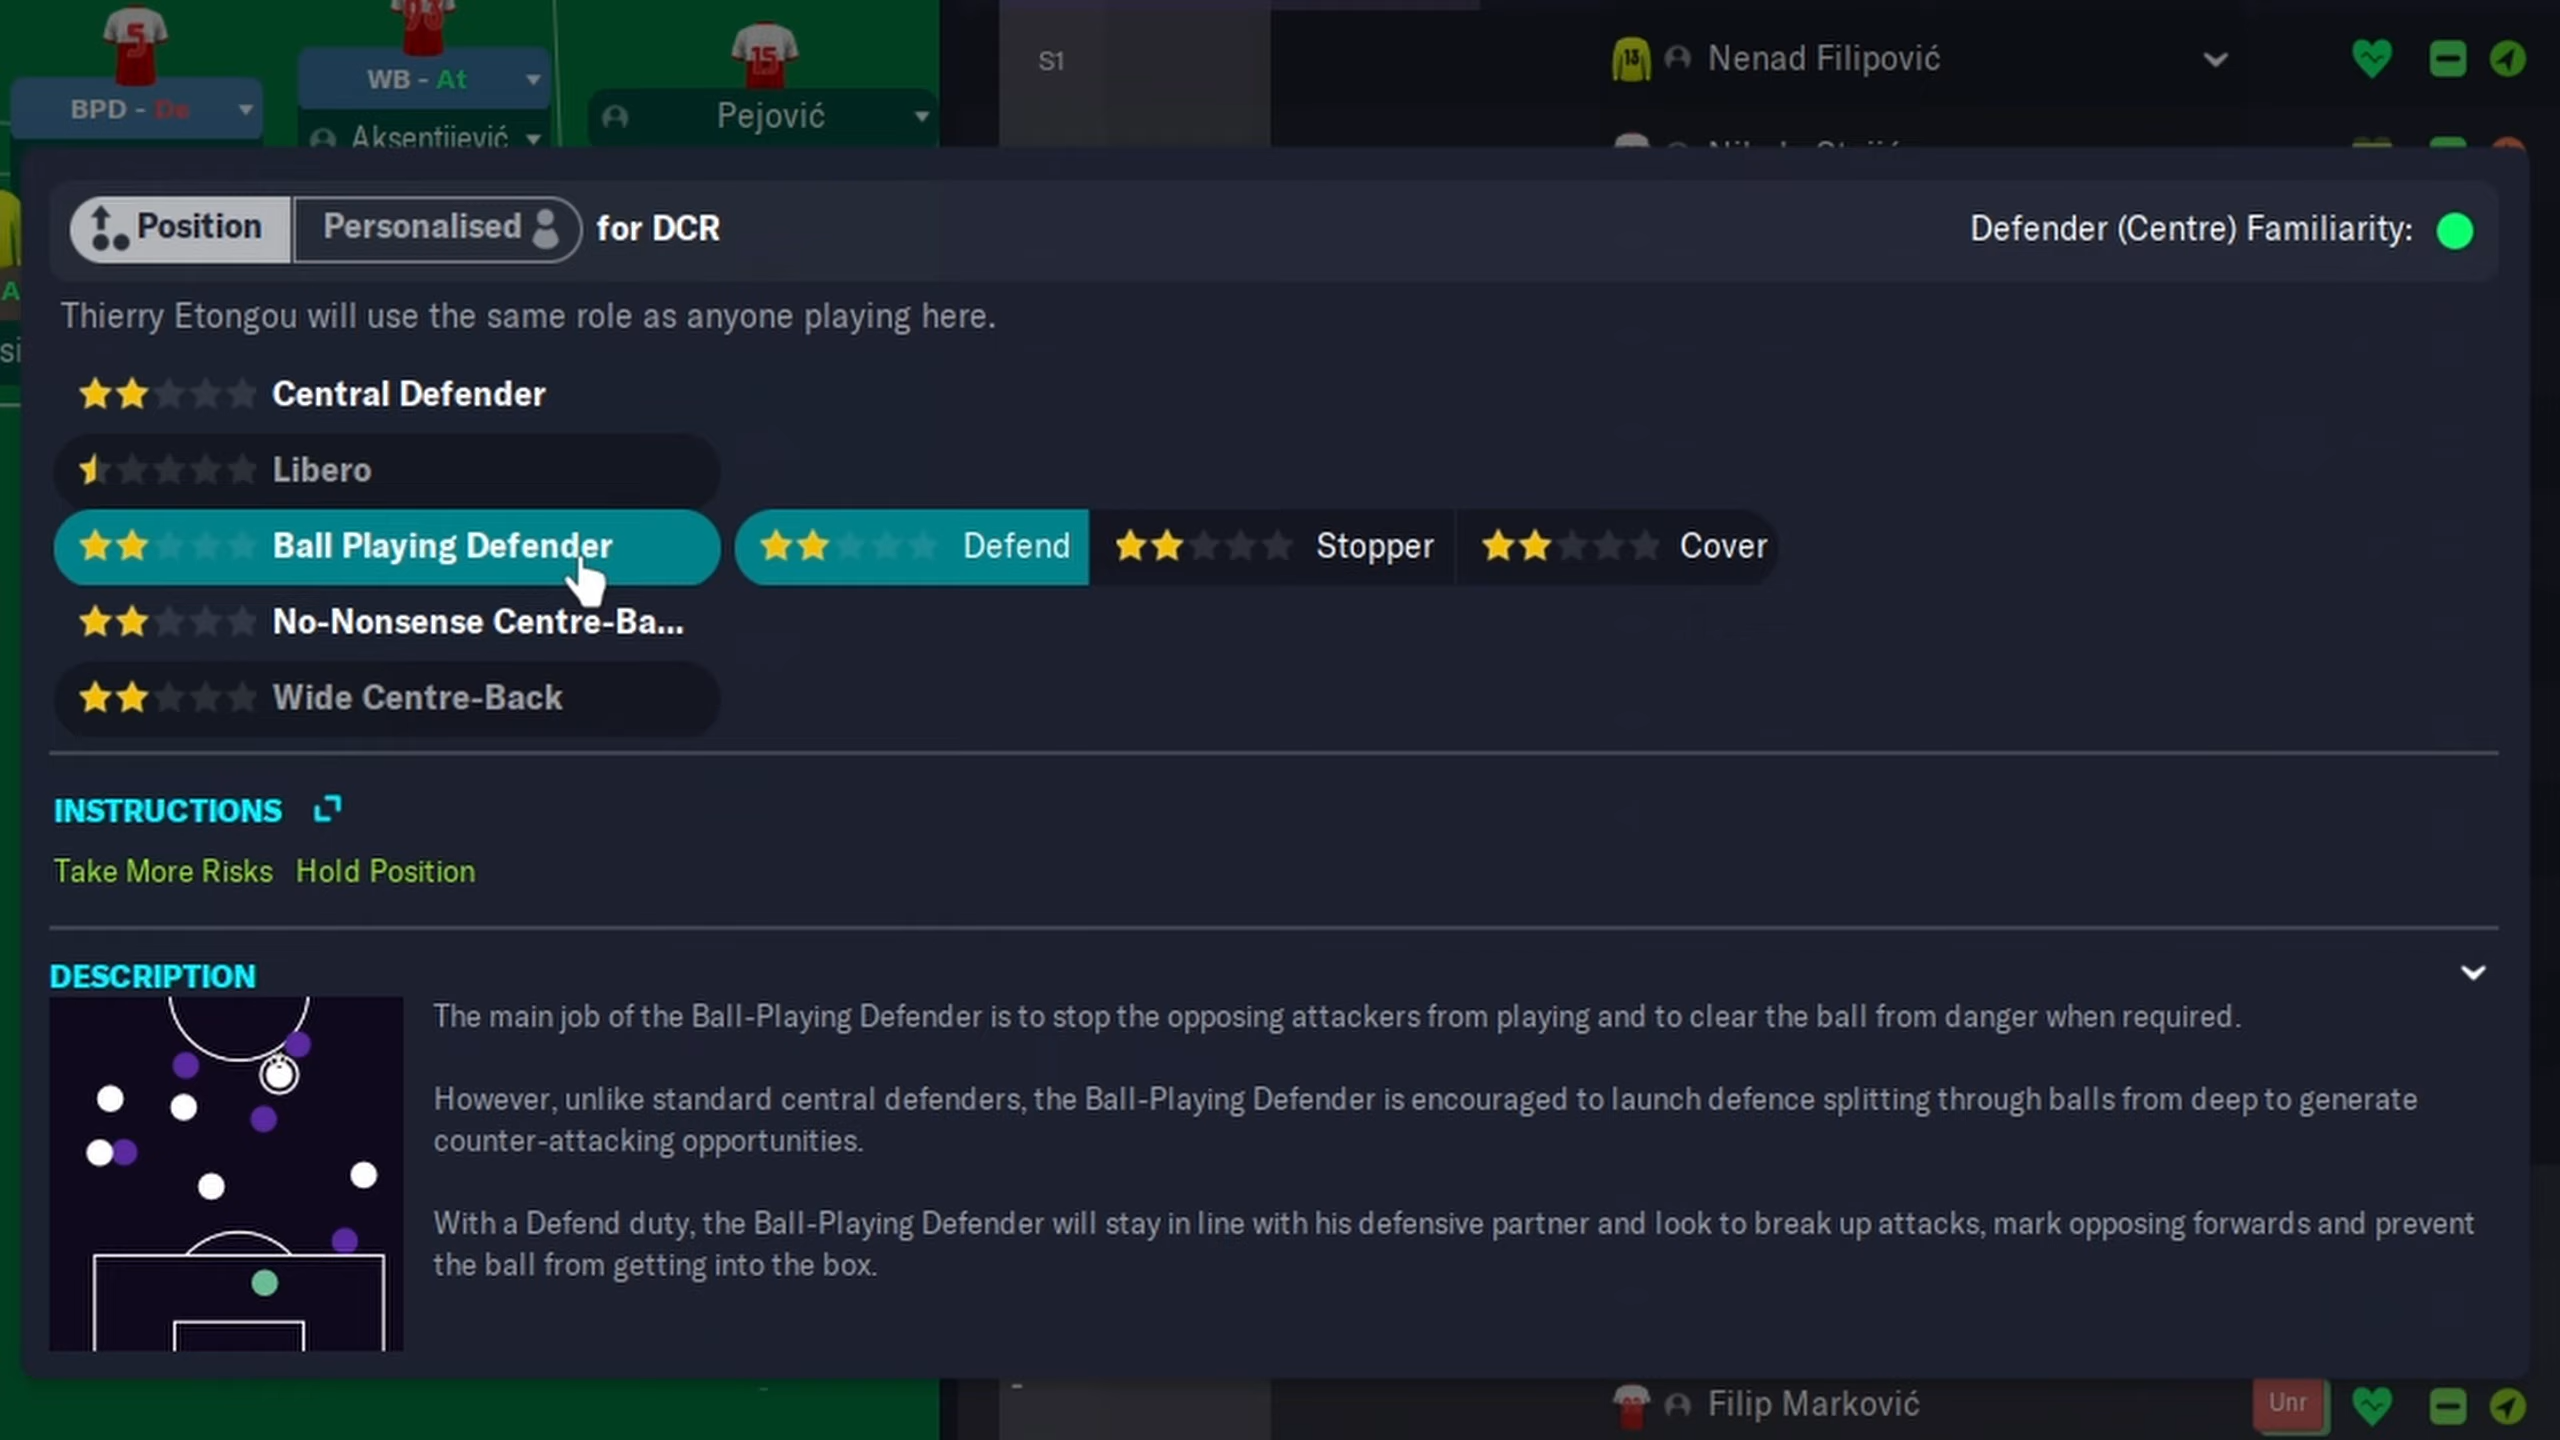 5
93
15
BPD - De
WB - At
Aksentijević
Pejović
S1
13
Nenad Filipović
Position
Personalised
for DCR
Defender (Centre) Familiarity:
Thierry Etongou will use the same role as anyone playing here.
Central Defender
Libero
Ball Playing Defender
Defend
Stopper
Cover
No-Nonsense Centre-Ba...
Wide Centre-Back
INSTRUCTIONS
Take More Risks Hold Position
DESCRIPTION
The main job of the Ball-Playing Defender is to stop the opposing attackers from playing and to clear the ball from danger when required.
However, unlike standard central defenders, the Ball-Playing Defender is encouraged to launch defence splitting through balls from deep to generate
counter-attacking opportunities.
With a Defend duty, the Ball-Playing Defender will stay in line with his defensive partner and look to break up attacks, mark opposing forwards and prevent
the ball from getting into the box.
Filip Marković
Unr